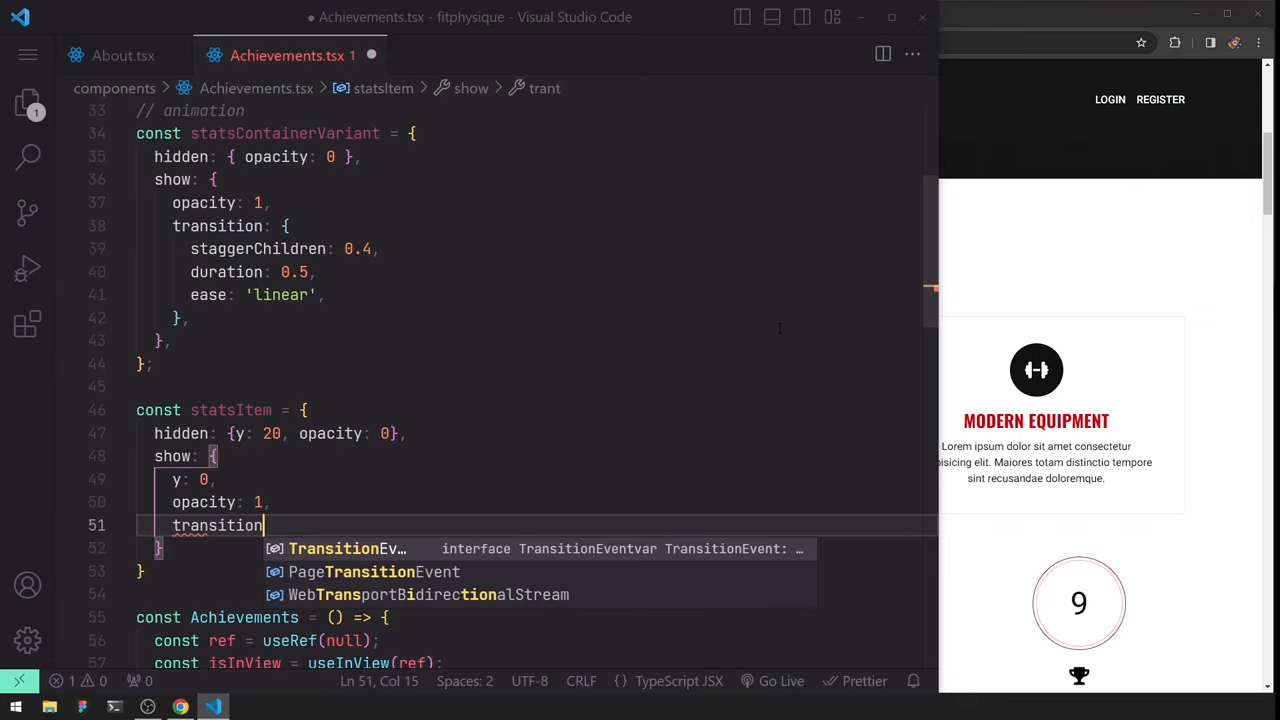 ● Achievements.tsx - fitphysique - Visual Studio Code
About.tsx
Achievements.tsx 1
components > Achievements.tsx > statsItem > show > trant
33 // animation
34 const statsContainerVariant = {
35 hidden: { opacity: 0 },
36 show: {
37 opacity: 1,
38 transition: {
39 staggerChildren: 0.4,
40 duration: 0.5,
41 ease: 'linear',
42 },
43 },
44 };
45
46 const statsItem = {
47 hidden: {y: 20, opacity: 0},
48 show: {
49 y: 0,
50 opacity: 1,
51 transition
TransitionEv… interface TransitionEventvar TransitionEvent: …
52 }
PageTransitionEvent
53 }
WebTransportBidirectionalStream
54
55 const Achievements = () => {
56 const ref = useRef(null);
57 const isInView = useInView(ref);
1
1 0 0 Ln 51, Col 15 Spaces: 2 UTF-8 CRLF {} TypeScript JSX Go Live Prettier
LOGIN REGISTER
MODERN EQUIPMENT
Lorem ipsum dolor sit amet consectetur
pisicing elit. Maiores totam distinctio tempore
sint recusandae doloremque.
9